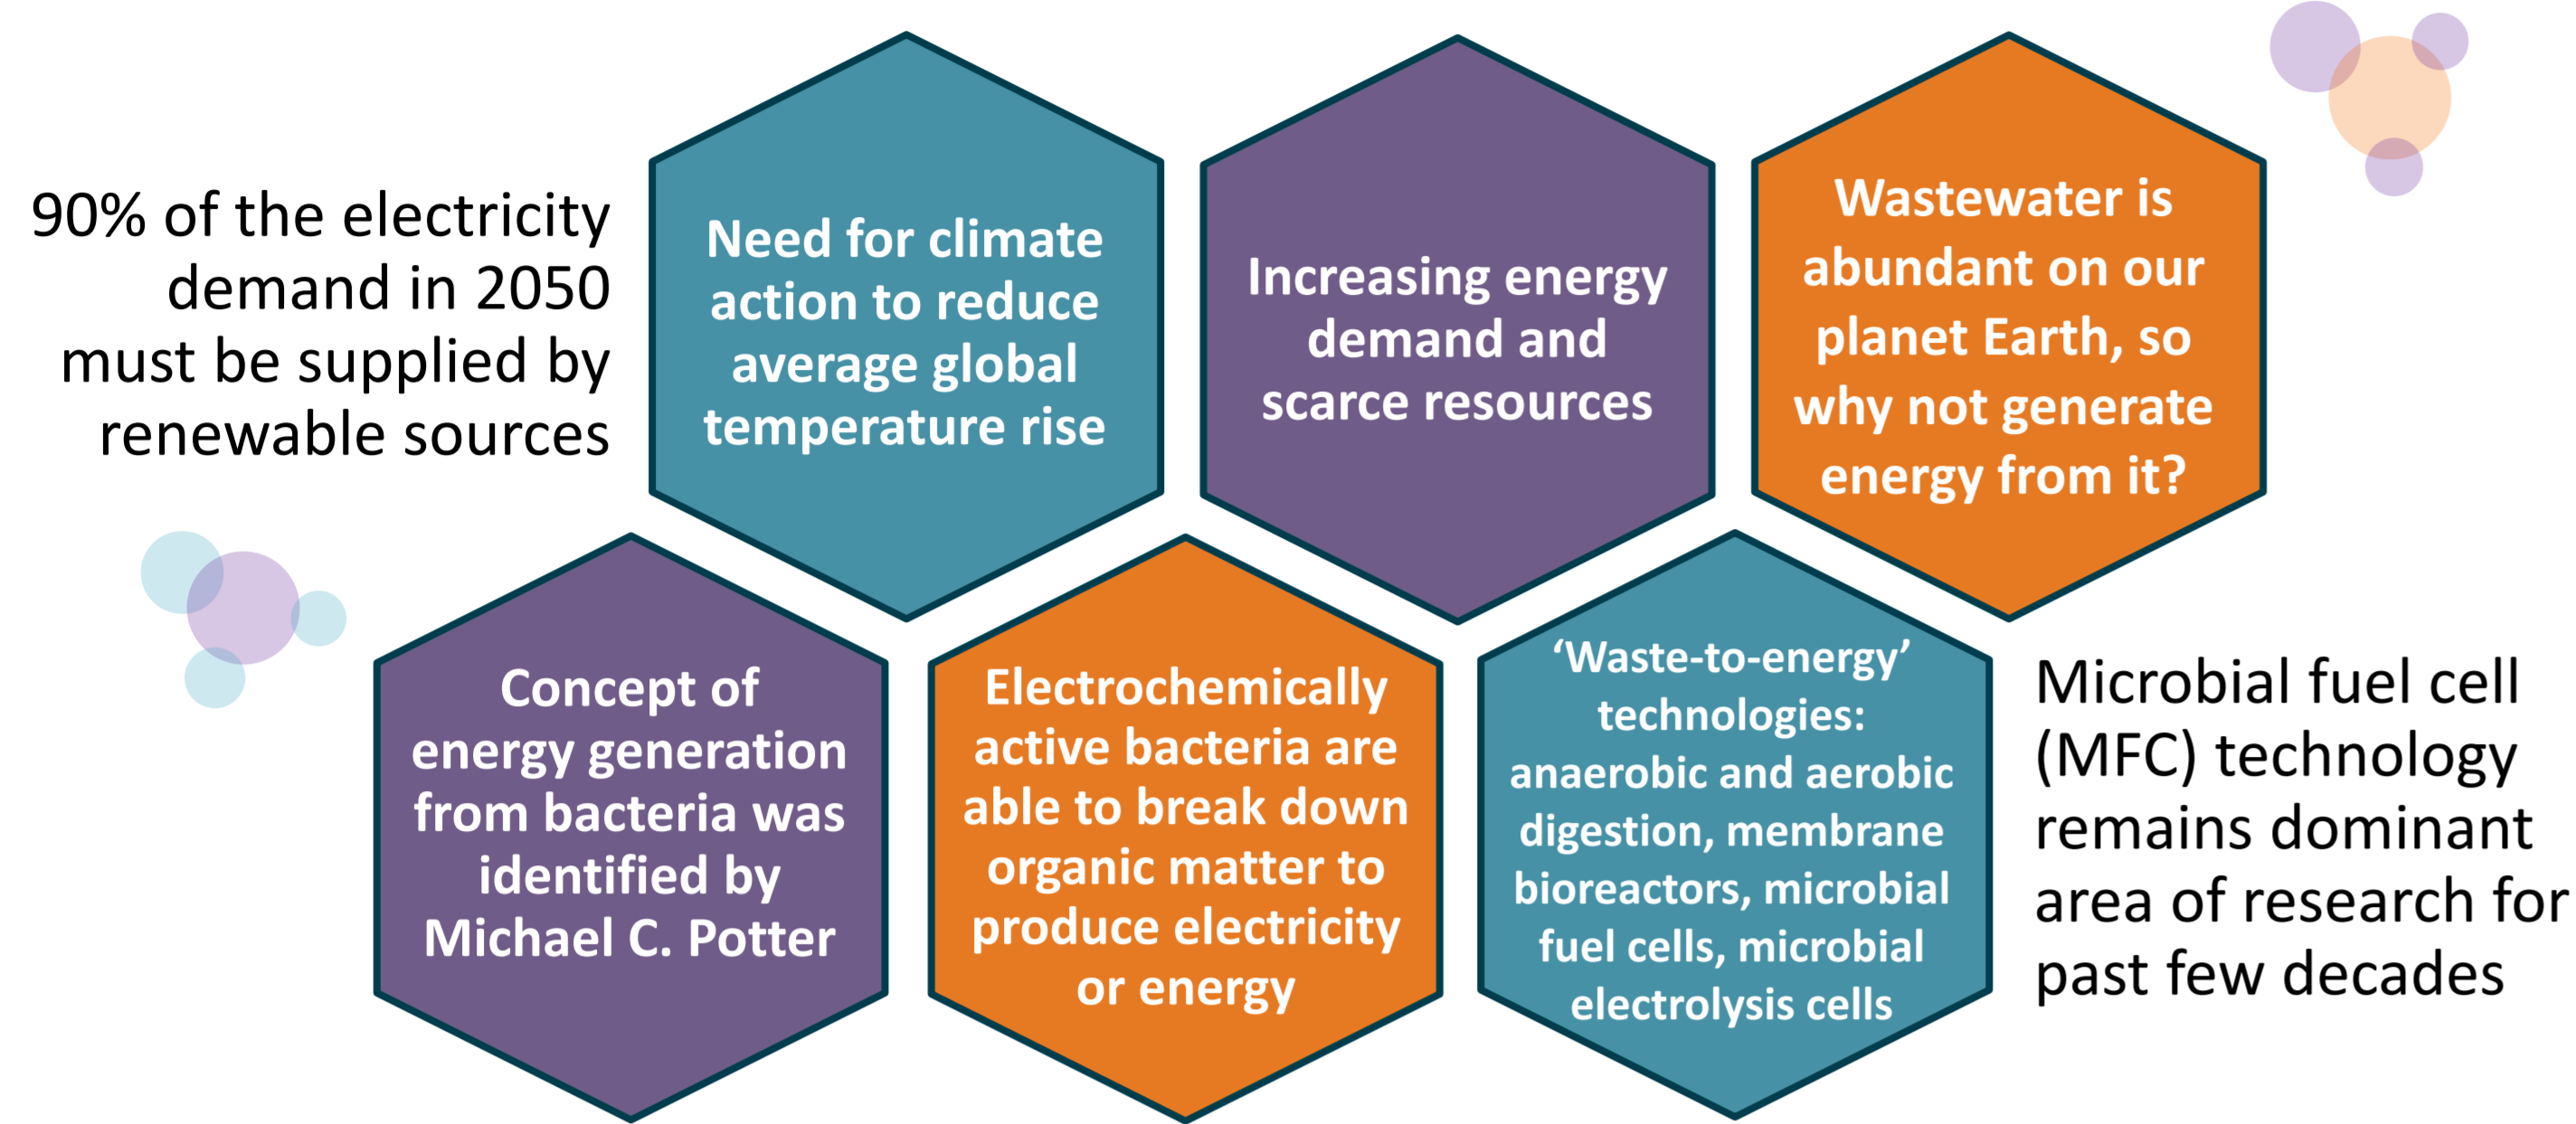 90% of the electricity
demand in 2050
must be supplied by
renewable sources
Need for climate
action to reduce
average global
temperature rise
Increasing energy
demand and
scarce resources
Wastewater is
abundant on our
planet Earth, so
why not generate
energy from it?
Concept of
energy generation
from bacteria was
identified by
Michael C. Potter
Electrochemically
active bacteria are
able to break down
organic matter to
produce electricity
or energy
‘Waste-to-energy’
technologies:
anaerobic and aerobic
digestion, membrane
bioreactors, microbial
fuel cells, microbial
electrolysis cells
Microbial fuel cell
(MFC) technology
remains dominant
area of research for
past few decades